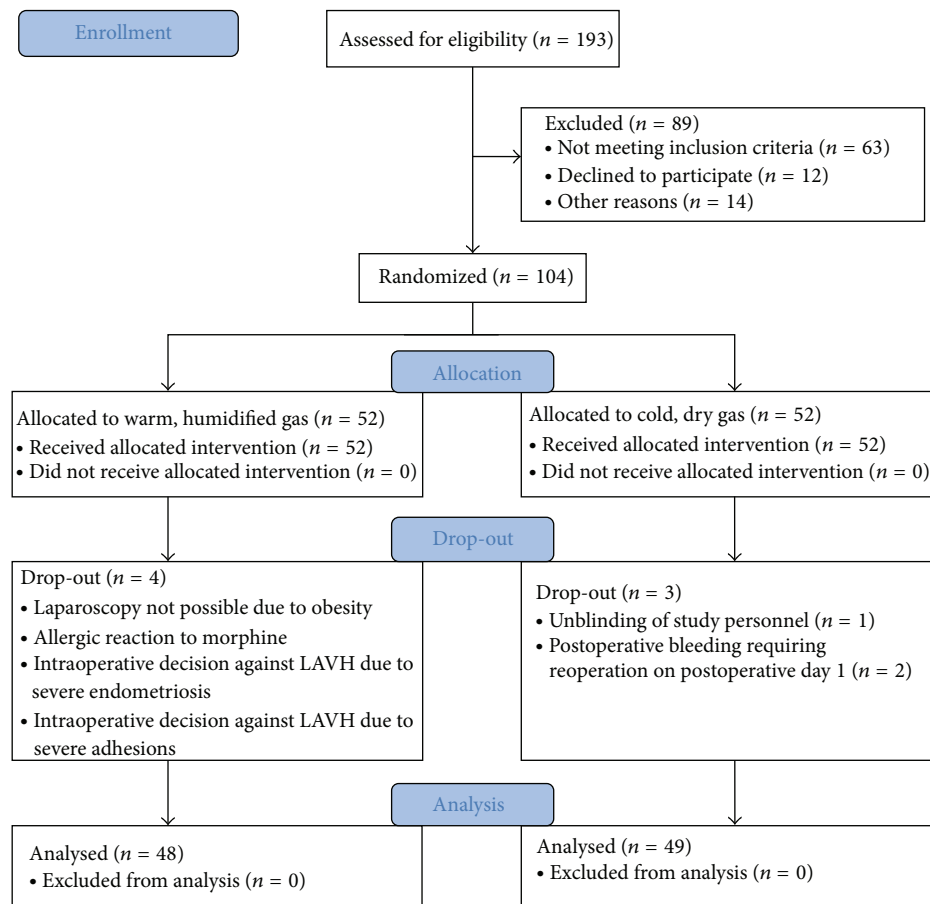 Enrollment
Assessed for eligibility (n = 193)
Excluded (n = 89)
• Not meeting inclusion criteria (n = 63)
• Declined to participate (n = 12)
• Other reasons (n = 14)
Randomized (n = 104)
Allocation
Allocated to warm, humidified gas (n = 52)
• Received allocated intervention (n = 52)
• Did not receive allocated intervention (n = 0)
Allocated to cold, dry gas (n = 52)
• Received allocated intervention (n = 52)
• Did not receive allocated intervention (n = 0)
Drop-out
Drop-out (n = 4)
• Laparoscopy not possible due to obesity
• Allergic reaction to morphine
• Intraoperative decision against LAVH due to
severe endometriosis
• Intraoperative decision against LAVH due to
severe adhesions
Drop-out (n = 3)
• Unblinding of study personnel (n = 1)
• Postoperative bleeding requiring
reoperation on postoperative day 1 (n = 2)
Analysis
Analysed (n = 48)
• Excluded from analysis (n = 0)
Analysed (n = 49)
• Excluded from analysis (n = 0)